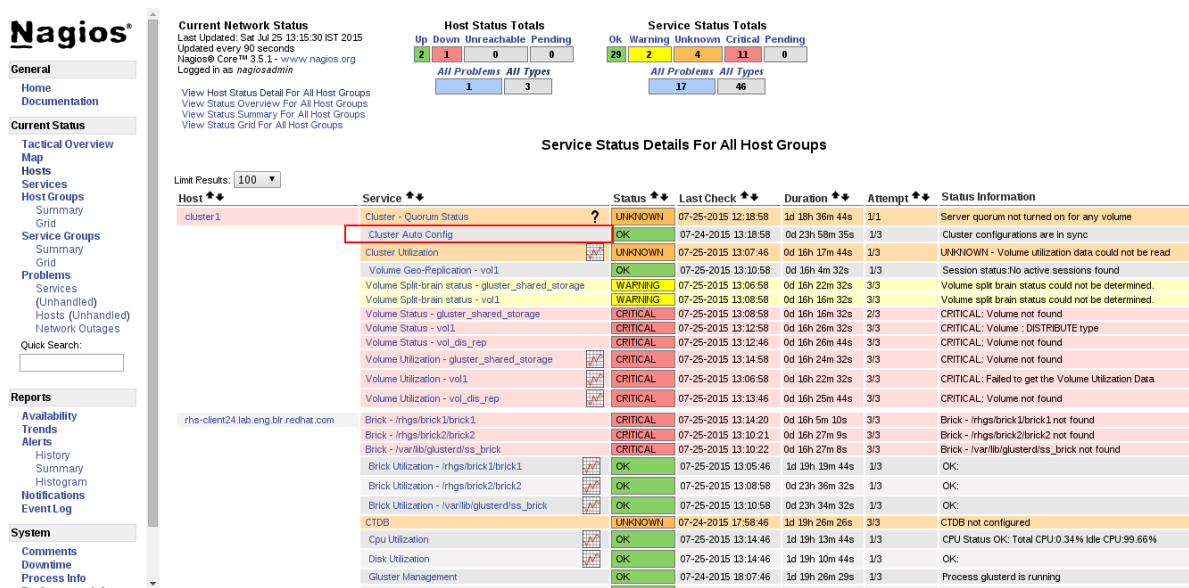 Nagios®
General
Home
Documentation
Current Status
Tactical Overview
Map
Hosts
Services
Host Groups
Summary
Grid
Service Groups
Summary
Grid
Problems
Services
(Unhandled)
Hosts (Unhandled)
Network Outages
Quick Search:
Reports
Availability
Trends
Alerts
History
Summary
Histogram
Notifications
Event Log
System
Comments
Downtime
Process Info
Current Network Status
Last Updated: Sat Jul 25 13:15:30 IST 2015
Updated every 90 seconds
Nagios® Core™ 3.5.1 - www.nagios.org
Logged in as nagiosadmin
View Host Status Detail For All Host Groups
View Status Overview For All Host Groups
View Status Summary For All Host Groups
View Status Grid For All Host Groups
Host Status Totals
Up Down Unreachable Pending
2 1 0 0
All Problems All Types
1 3
Service Status Totals
Ok Warning Unknown Critical Pending
29 2 4 11 0
All Problems All Types
17 46
Service Status Details For All Host Groups
Limit Results: 100
Host Service Status Last Check Duration Attempt Status Information
cluster1 Cluster - Quorum Status ? UNKNOWN 07-25-2015 12:18:58 1d 18h 36m 44s 1/1 Server quorum not turned on for any volume
Cluster Auto Config OK 07-24-2015 13:18:58 0d 23h 58m 35s 1/3 Cluster configurations are in sync
Cluster Utilization UNKNOWN 07-25-2015 13:07:46 0d 16h 17m 44s 1/3 UNKNOWN - Volume utilization data could not be read
Volume Geo-Replication - vol1 OK 07-25-2015 13:10:58 0d 16h 4m 32s 1/3 Session status:No active sessions found
Volume Split-brain status - gluster_shared_storage WARNING 07-25-2015 13:06:58 0d 16h 22m 32s 3/3 Volume split brain status could not be determined.
Volume Split-brain status - vol1 WARNING 07-25-2015 13:08:58 0d 16h 16m 32s 3/3 Volume split brain status could not be determined.
Volume Status - gluster_shared_storage CRITICAL 07-25-2015 13:08:58 0d 16h 16m 32s 2/3 CRITICAL: Volume not found
Volume Status - vol1 CRITICAL 07-25-2015 13:12:58 0d 16h 26m 32s 3/3 CRITICAL: Volume : DISTRIBUTE type
Volume Status - vol_dis_rep CRITICAL 07-25-2015 13:12:46 0d 16h 26m 44s 3/3 CRITICAL: Volume not found
Volume Utilization - gluster_shared_storage CRITICAL 07-25-2015 13:14:58 0d 16h 24m 32s 3/3 CRITICAL: Volume not found
Volume Utilization - vol1 CRITICAL 07-25-2015 13:06:58 0d 16h 22m 32s 3/3 CRITICAL: Failed to get the Volume Utilization Data
Volume Utilization - vol_dis_rep CRITICAL 07-25-2015 13:13:46 0d 16h 25m 44s 3/3 CRITICAL: Volume not found
rhs-client24.lab.eng.blr.redhat.com Brick - /rhgs/brick1/brick1 CRITICAL 07-25-2015 13:14:20 0d 16h 5m 10s 3/3 Brick - /rhgs/brick1/brick1 not found
Brick - /rhgs/brick2/brick2 CRITICAL 07-25-2015 13:10:21 0d 16h 27m 9s 3/3 Brick - /rhgs/brick2/brick2 not found
Brick - /var/lib/glusterd/ss_brick CRITICAL 07-25-2015 13:10:22 0d 16h 27m 8s 3/3 Brick - /var/lib/glusterd/ss_brick not found
Brick Utilization - /rhgs/brick1/brick1 OK 07-25-2015 13:05:46 1d 19h 19m 44s 1/3 OK:
Brick Utilization - /rhgs/brick2/brick2 OK 07-25-2015 13:08:58 0d 23h 36m 32s 1/3 OK:
Brick Utilization - /var/lib/glusterd/ss_brick OK 07-25-2015 13:10:58 0d 23h 34m 32s 1/3 OK:
CTDB UNKNOWN 07-24-2015 17:58:46 1d 19h 26m 26s 3/3 CTDB not configured
Cpu Utilization OK 07-25-2015 13:14:46 1d 19h 13m 44s 1/3 CPU Status OK: Total CPU:0.34% Idle CPU:99.66%
Disk Utilization OK 07-25-2015 13:14:46 1d 19h 10m 44s 1/3 OK:
Gluster Management OK 07-24-2015 18:07:46 1d 19h 26m 29s 1/3 Process glusterd is running